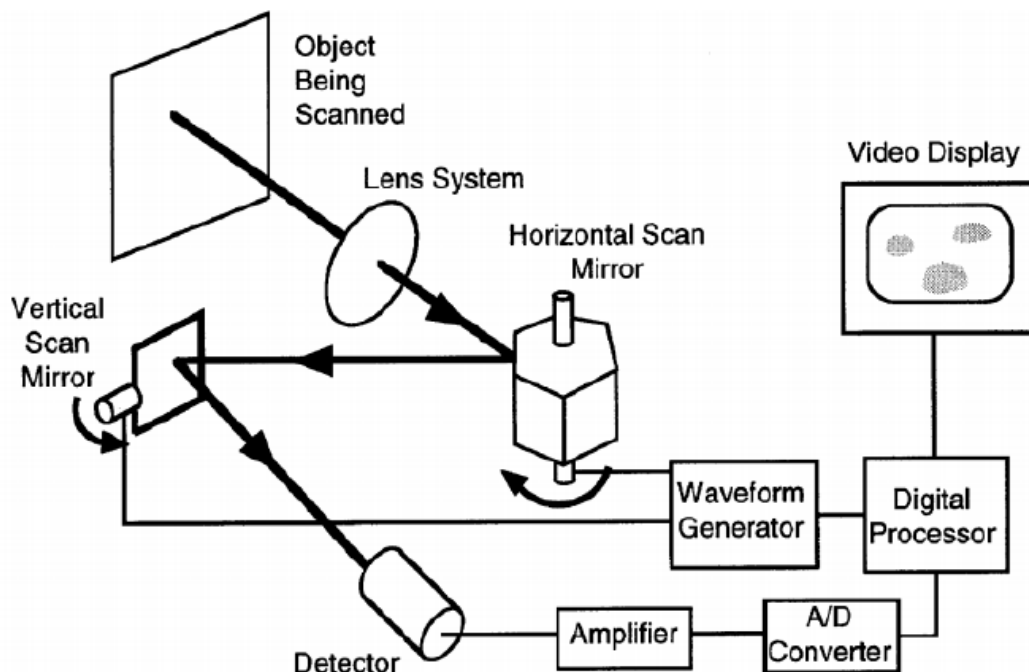 Object
Being
Scanned
Lens System
Video Display
Horizontal Scan
Mirror
Vertical
Scan
Mirror
Waveform
Generator
Digital
Processor
Detector
Amplifier
A/D
Converter